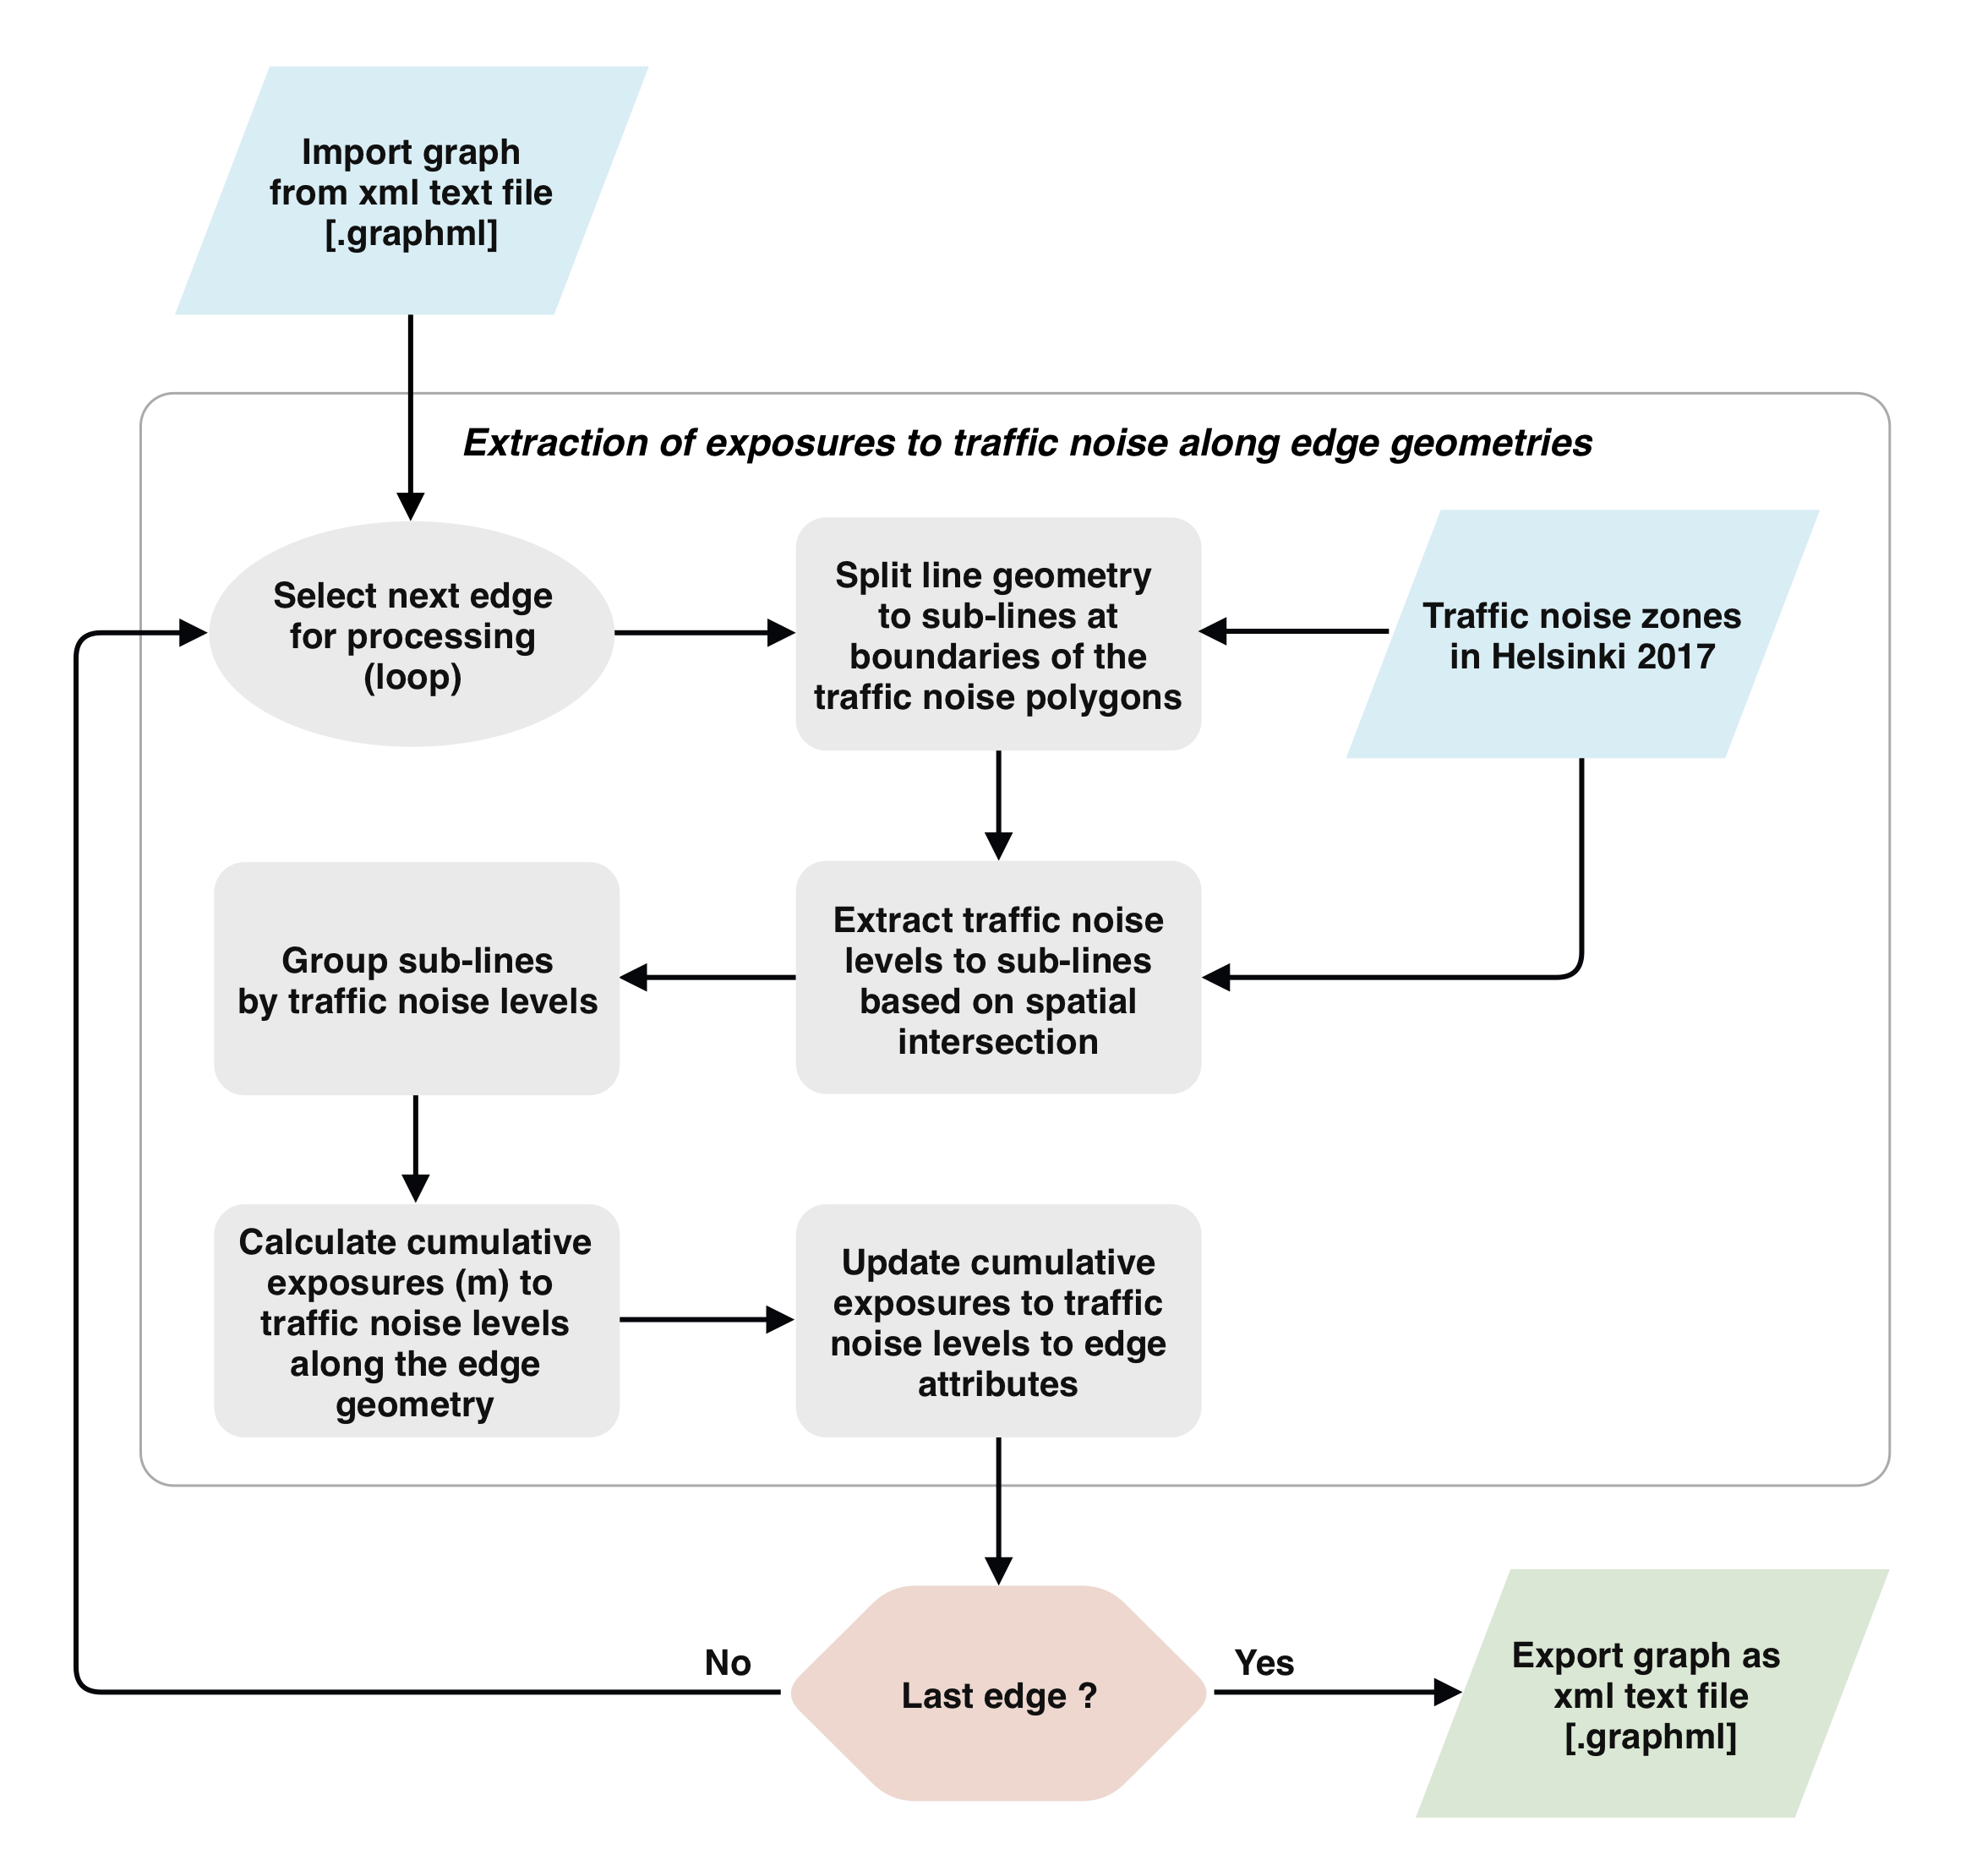 Import graph
from xml text file
[.graphml]
Extraction of exposures to traffic noise along edge geometries
Select next edge
for processing
(loop)
Split line geometry
to sub-lines at
boundaries of the
traffic noise polygons
Traffic noise zones
in Helsinki 2017
Group sub-lines
by traffic noise levels
Extract traffic noise
levels to sub-lines
based on spatial
intersection
Calculate cumulative
exposures (m) to
traffic noise levels
along the edge
geometry
Update cumulative
exposures to traffic
noise levels to edge
attributes
No
Last edge ?
Yes
Export graph as
xml text file
[.graphml]